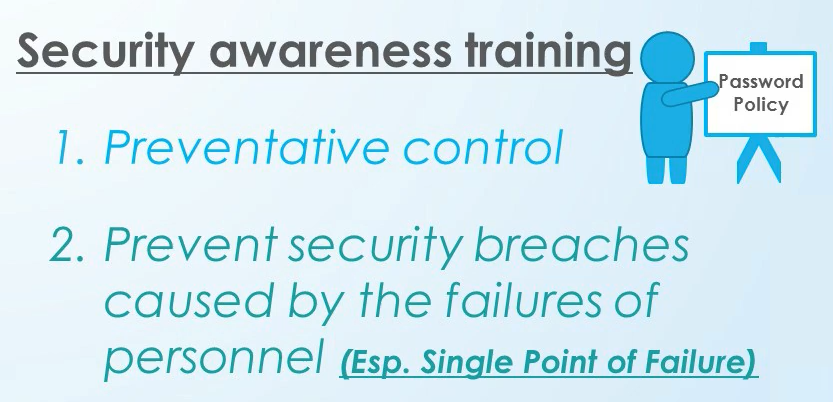 Security awareness training
Password
Policy
1. Preventative control
2. Prevent security breaches
caused by the failures of
personnel (Esp. Single Point of Failure)